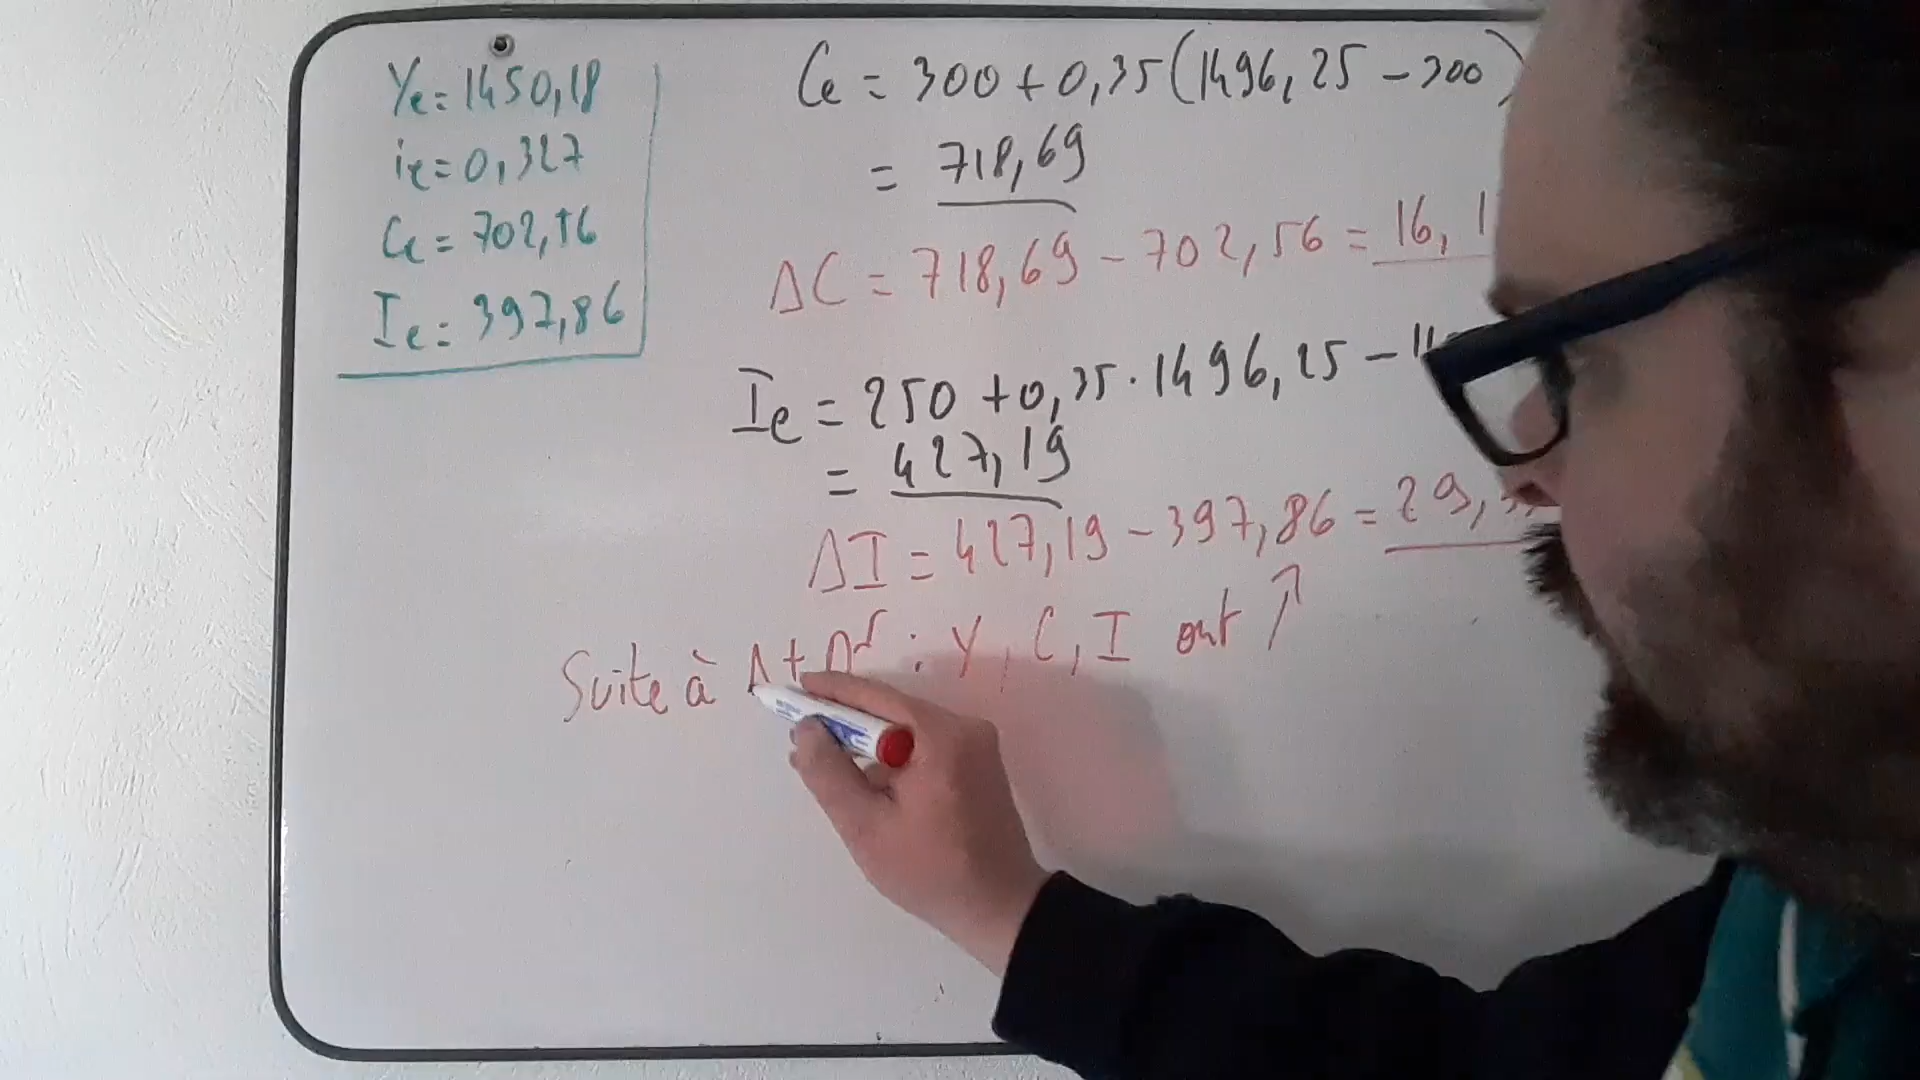 Ye = 1450,18
ie = 0,327
Ce = 702,56
Ie = 397,86
Ce = 300 + 0,35(1496,25 - 300)
= 718,69
ΔC = 718,69 - 702,56 = 16,1
Ie = 250 + 0,35 · 1496,25 -
= 427,19
ΔI = 427,19 - 397,86 = 29,
Suite à Δ+ : Y, C, I ont ↗